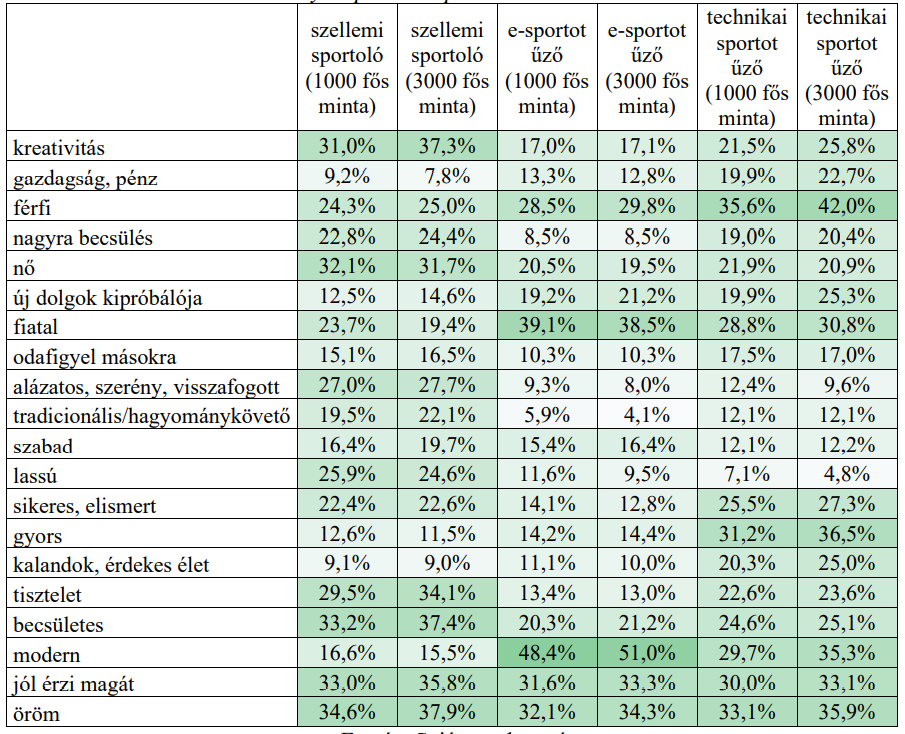 szellemi sportoló (1000 fős minta) szellemi sportoló (3000 fős minta) e-sportot űző (1000 fős minta) e-sportot űző (3000 fős minta) technikai sportot űző (1000 fős minta) technikai sportot űző (3000 fős minta)
kreativitás 31,0% 37,3% 17,0% 17,1% 21,5% 25,8%
gazdagság, pénz 9,2% 7,8% 13,3% 12,8% 19,9% 22,7%
férfi 24,3% 25,0% 28,5% 29,8% 35,6% 42,0%
nagyra becsülés 22,8% 24,4% 8,5% 8,5% 19,0% 20,4%
nő 32,1% 31,7% 20,5% 19,5% 21,9% 20,9%
új dolgok kipróbálója 12,5% 14,6% 19,2% 21,2% 19,9% 25,3%
fiatal 23,7% 19,4% 39,1% 38,5% 28,8% 30,8%
odafigyel másokra 15,1% 16,5% 10,3% 10,3% 17,5% 17,0%
alázatos, szerény, visszafogott 27,0% 27,7% 9,3% 8,0% 12,4% 9,6%
tradicionális/hagyománykövető 19,5% 22,1% 5,9% 4,1% 12,1% 12,1%
szabad 16,4% 19,7% 15,4% 16,4% 12,1% 12,2%
lassú 25,9% 24,6% 11,6% 9,5% 7,1% 4,8%
sikeres, elismert 22,4% 22,6% 14,1% 12,8% 25,5% 27,3%
gyors 12,6% 11,5% 14,2% 14,4% 31,2% 36,5%
kalandok, érdekes élet 9,1% 9,0% 11,1% 10,0% 20,3% 25,0%
tisztelet 29,5% 34,1% 13,4% 13,0% 22,6% 23,6%
becsületes 33,2% 37,4% 20,3% 21,2% 24,6% 25,1%
modern 16,6% 15,5% 48,4% 51,0% 29,7% 35,3%
jól érzi magát 33,0% 35,8% 31,6% 33,3% 30,0% 33,1%
öröm 34,6% 37,9% 32,1% 34,3% 33,1% 35,9%